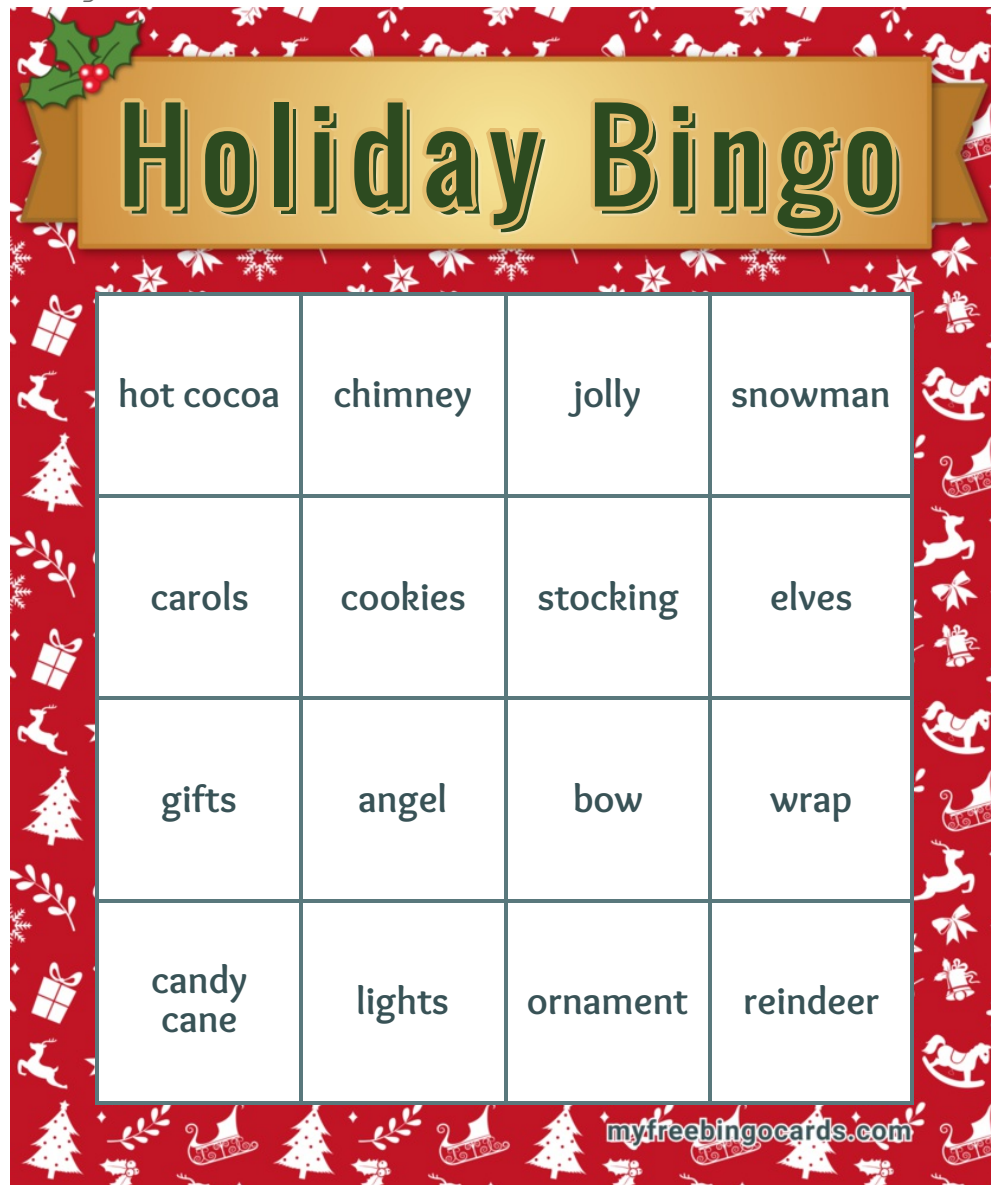 Holiday Bingo
hot cocoa chimney jolly snowman
carols cookies stocking elves
gifts angel bow wrap
candy
cane
lights ornament reindeer
myfreebingocards.com